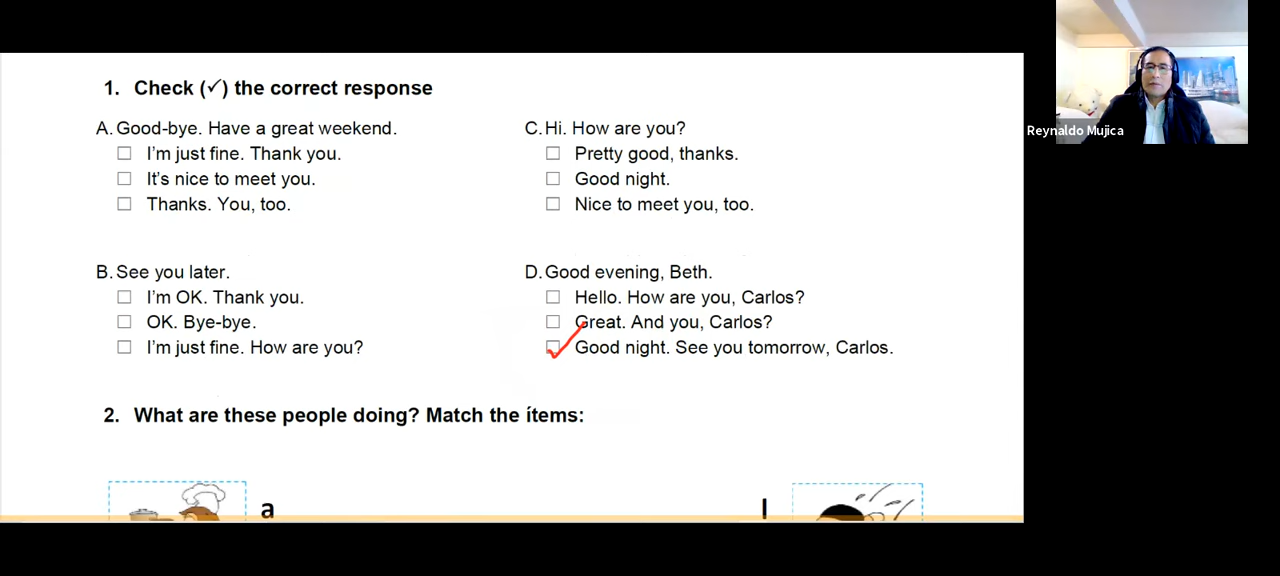 1. Check (✓) the correct response
A. Good-bye. Have a great weekend.
I'm just fine. Thank you.
It's nice to meet you.
Thanks. You, too.
B. See you later.
I'm OK. Thank you.
OK. Bye-bye.
I'm just fine. How are you?
C. Hi. How are you?
Pretty good, thanks.
Good night.
Nice to meet you, too.
D. Good evening, Beth.
Hello. How are you, Carlos?
Great. And you, Carlos?
Good night. See you tomorrow, Carlos.
2. What are these people doing? Match the ítems:
a
l
Reynaldo Mujica